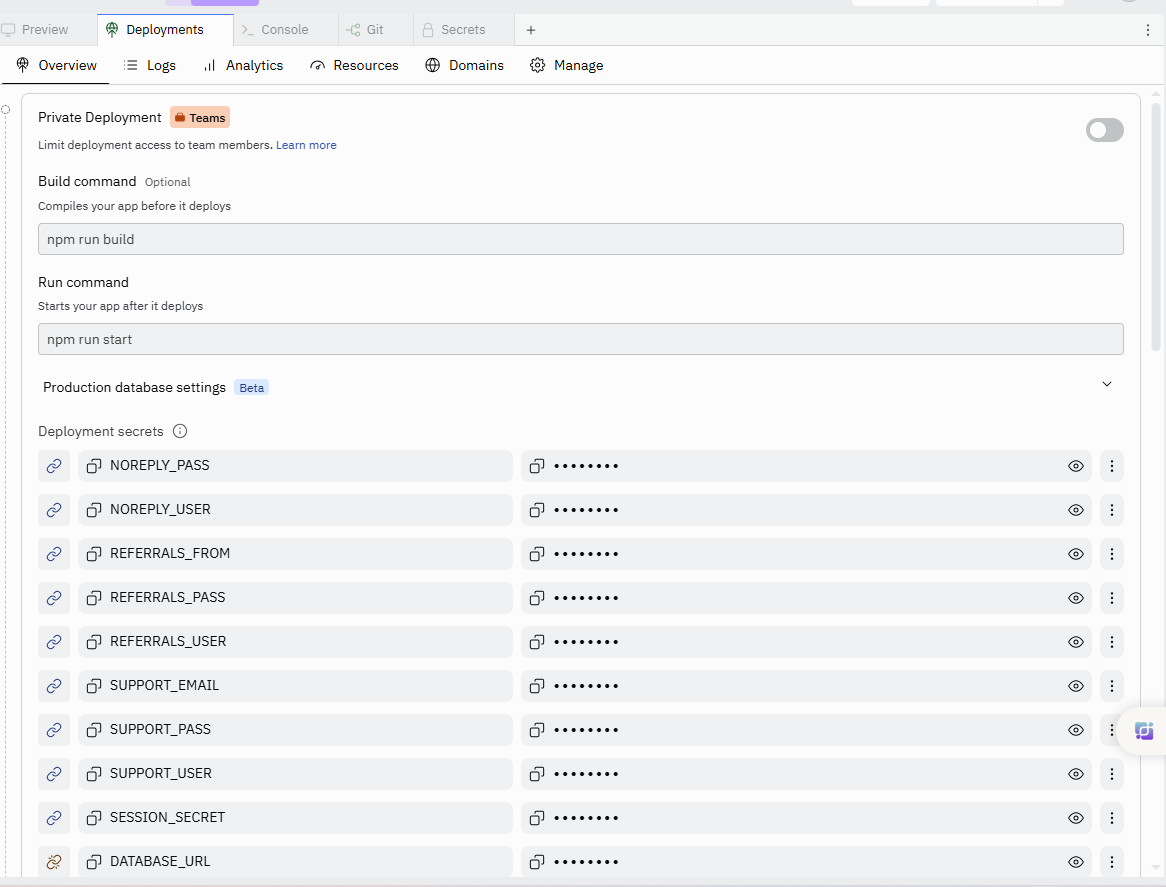 Preview
Deployments
Console
Git
Secrets
Overview
Logs
Analytics
Resources
Domains
Manage
Private Deployment
Teams
Limit deployment access to team members. Learn more
Build command Optional
Compiles your app before it deploys
npm run build
Run command
Starts your app after it deploys
npm run start
Production database settings Beta
Deployment secrets
NOREPLY_PASS ••••••••
NOREPLY_USER ••••••••
REFERRALS_FROM ••••••••
REFERRALS_PASS ••••••••
REFERRALS_USER ••••••••
SUPPORT_EMAIL ••••••••
SUPPORT_PASS ••••••••
SUPPORT_USER ••••••••
SESSION_SECRET ••••••••
DATABASE_URL ••••••••